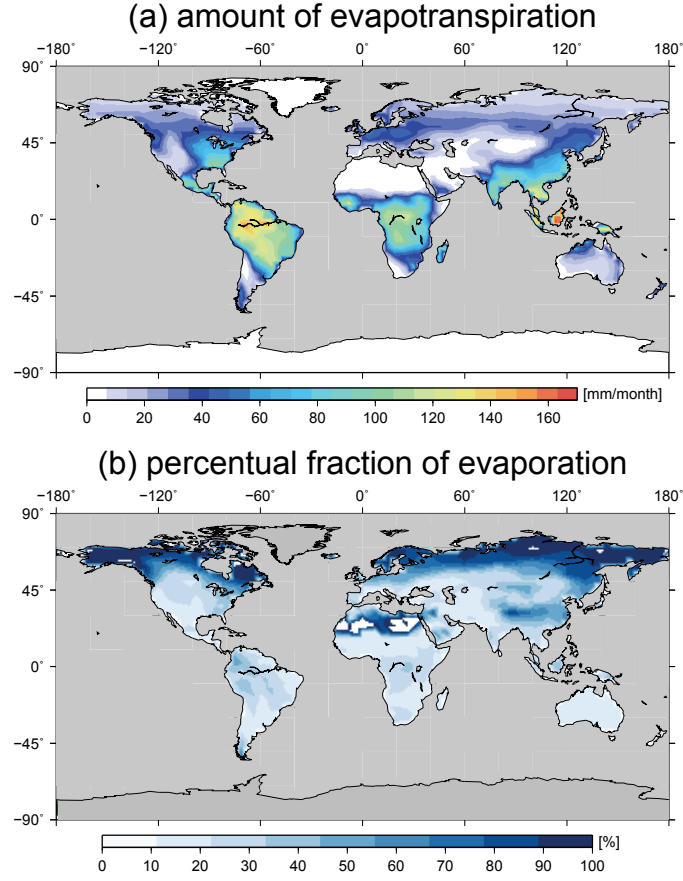 (a) amount of evapotranspiration
−180° −120° −60° 0° 60° 120° 180°
90°
45°
0°
−45°
−90°
0 20 40 60 80 100 120 140 160 [mm/month]
(b) percentual fraction of evaporation
−180° −120° −60° 0° 60° 120° 180°
90°
45°
0°
−45°
−90°
0 10 20 30 40 50 60 70 80 90 100 [%]